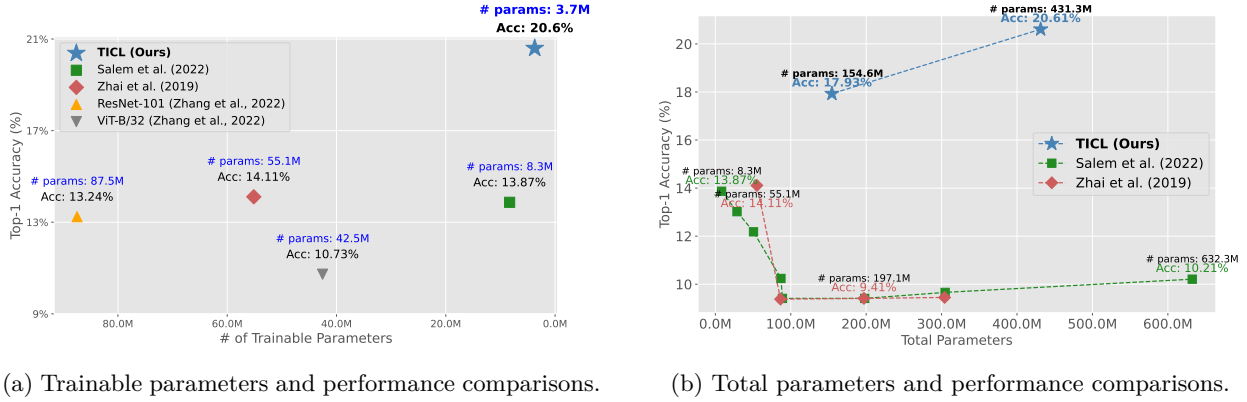 # params: 3.7M
Acc: 20.6%
21%
17%
13%
9%
Top-1 Accuracy (%)
TICL (Ours)
Salem et al. (2022)
Zhai et al. (2019)
ResNet-101 (Zhang et al., 2022)
ViT-B/32 (Zhang et al., 2022)
# params: 87.5M
Acc: 13.24%
# params: 55.1M
Acc: 14.11%
# params: 42.5M
Acc: 10.73%
# params: 8.3M
Acc: 13.87%
80.0M 60.0M 40.0M 20.0M 0.0M
# of Trainable Parameters
(a) Trainable parameters and performance comparisons.
# params: 431.3M
Acc: 20.61%
# params: 154.6M
Acc: 17.93%
20
18
16
14
12
10
Top-1 Accuracy (%)
TICL (Ours)
Salem et al. (2022)
Zhai et al. (2019)
# params: 8.3M
Acc: 13.87%
# params: 55.1M
Acc: 14.11%
# params: 197.1M
Acc: 9.41%
# params: 632.3M
Acc: 10.21%
0.0M 100.0M 200.0M 300.0M 400.0M 500.0M 600.0M
Total Parameters
(b) Total parameters and performance comparisons.